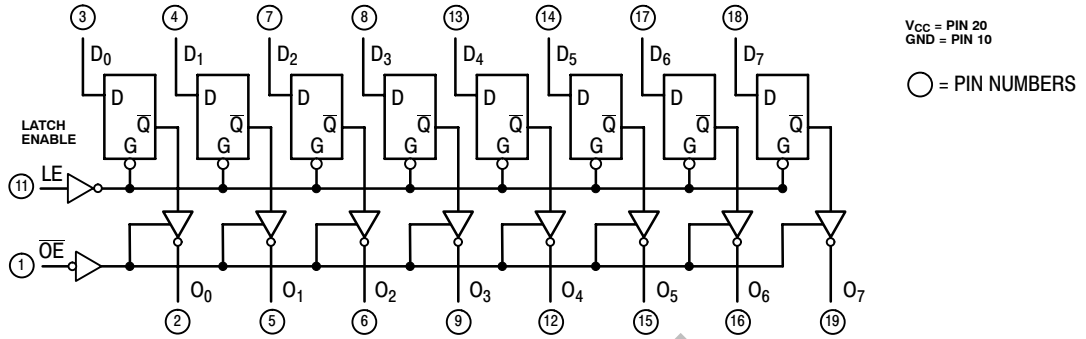 3 4 7 8 13 14 17 18
VCC = PIN 20
GND = PIN 10
D0 D1 D2 D3 D4 D5 D6 D7
= PIN NUMBERS
D D D D D D D D
LATCH
ENABLE
Q̅ Q̅ Q̅ Q̅ Q̅ Q̅ Q̅ Q̅
G G G G G G G G
11 LE
1 O̅E̅
O0 O1 O2 O3 O4 O5 O6 O7
2 5 6 9 12 15 16 19